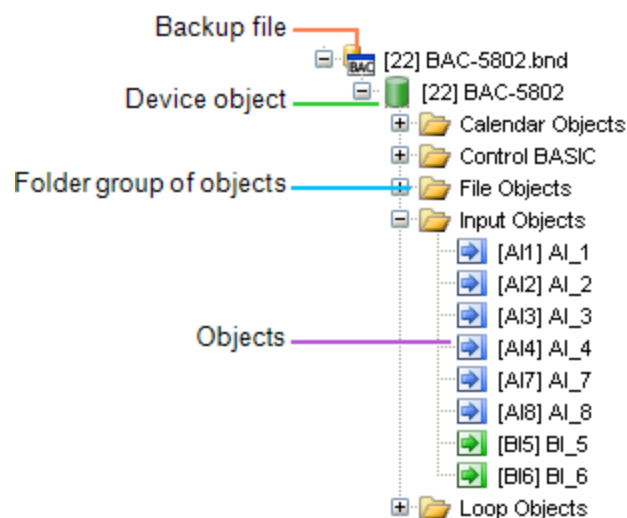 Backup file
BAC
[22] BAC-5802.bnd
Device object
[22] BAC-5802
Calendar Objects
Control BASIC
Folder group of objects
File Objects
Input Objects
[AI1] AI_1
[AI2] AI_2
[AI3] AI_3
Objects
[AI4] AI_4
[AI7] AI_7
[AI8] AI_8
[BI5] BI_5
[BI6] BI_6
Loop Objects